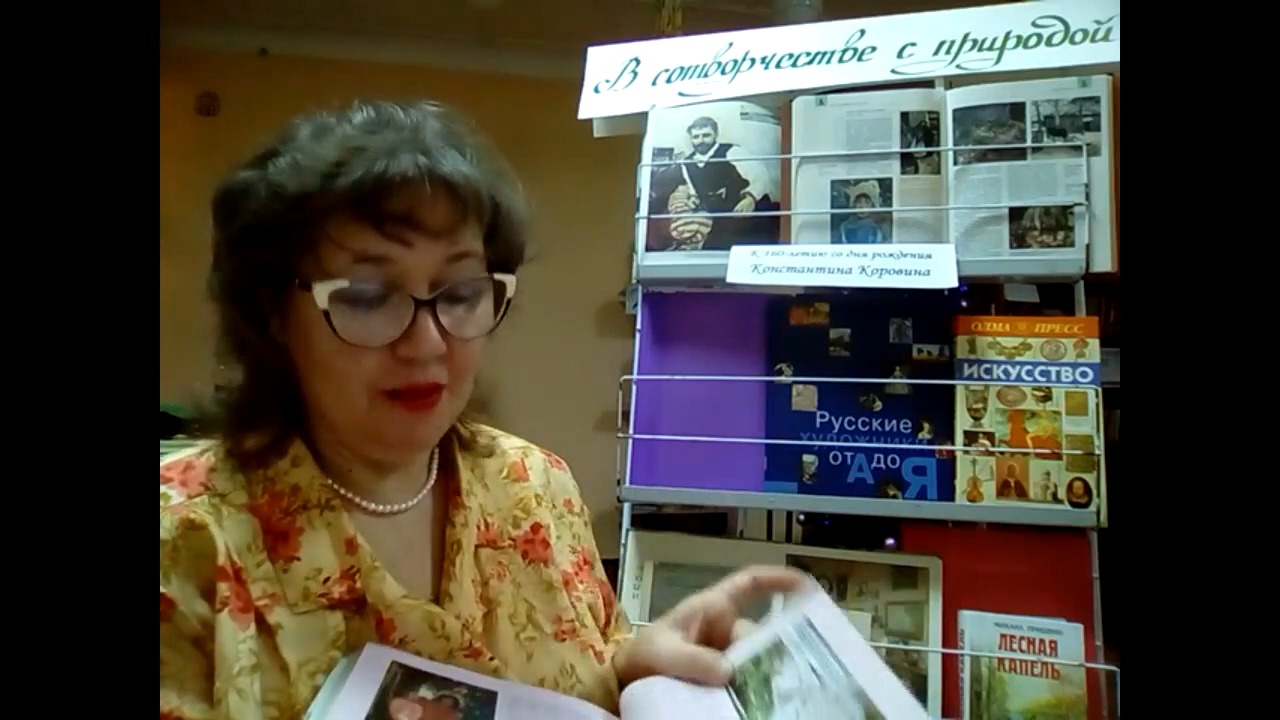 В сотворчестве с природой
К 160-летию со дня рождения
Константина Коровина
ОЛМА ПРЕСС
ИСКУССТВО
Русские
художники
от А до Я
ЛЕСНАЯ
КАПЕЛЬ